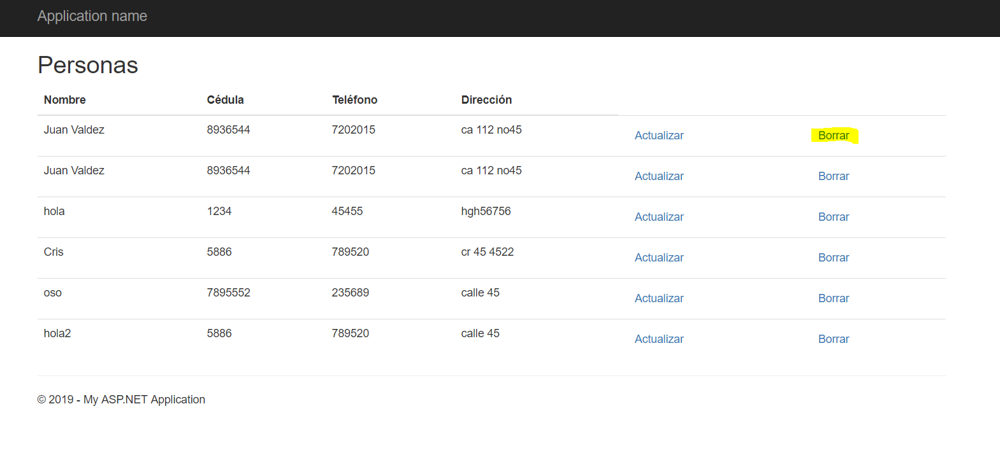 Application name
Personas
Nombre Cédula Teléfono Dirección
Juan Valdez 8936544 7202015 ca 112 no45 Actualizar Borrar
Juan Valdez 8936544 7202015 ca 112 no45 Actualizar Borrar
hola 1234 45455 hgh56756 Actualizar Borrar
Cris 5886 789520 cr 45 4522 Actualizar Borrar
oso 7895552 235689 calle 45 Actualizar Borrar
hola2 5886 789520 calle 45 Actualizar Borrar
© 2019 - My ASP.NET Application